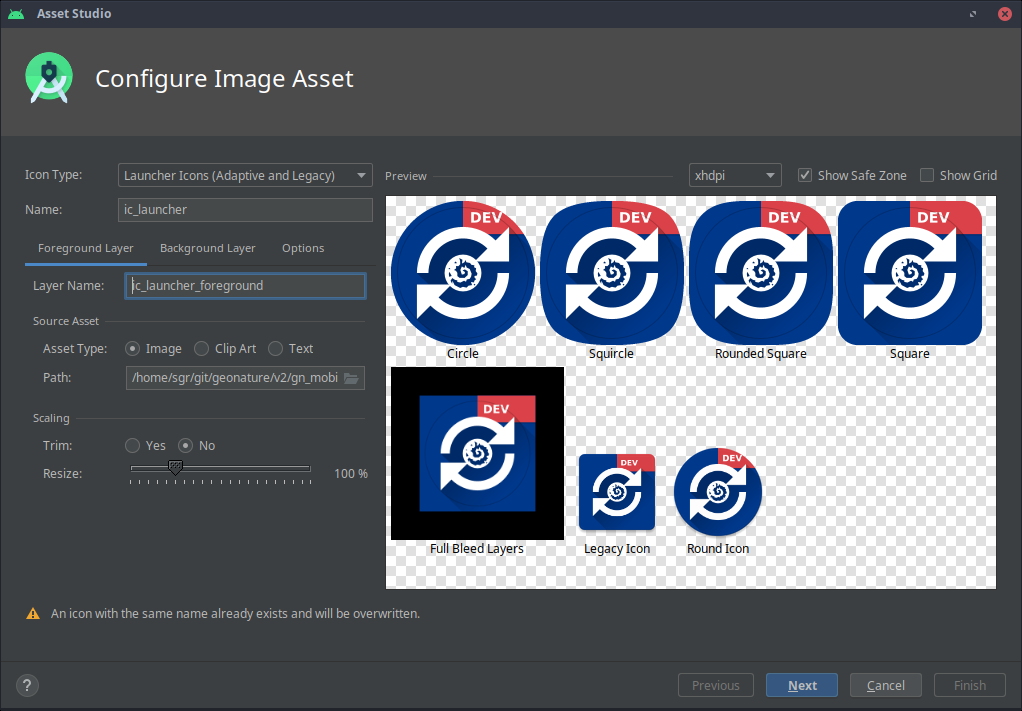 Asset Studio
Configure Image Asset
Icon Type:
Launcher Icons (Adaptive and Legacy)
Name:
ic_launcher
Foreground Layer
Background Layer
Options
Layer Name:
ic_launcher_foreground
Source Asset
Asset Type:
Image
Clip Art
Text
Path:
/home/sgr/git/geonature/v2/gn_mobi
Scaling
Trim:
Yes
No
Resize:
100 %
Preview
xhdpi
Show Safe Zone
Show Grid
DEV
DEV
DEV
DEV
Circle
Squircle
Rounded Square
Square
DEV
DEV
DEV
Full Bleed Layers
Legacy Icon
Round Icon
An icon with the same name already exists and will be overwritten.
?
Previous
Next
Cancel
Finish